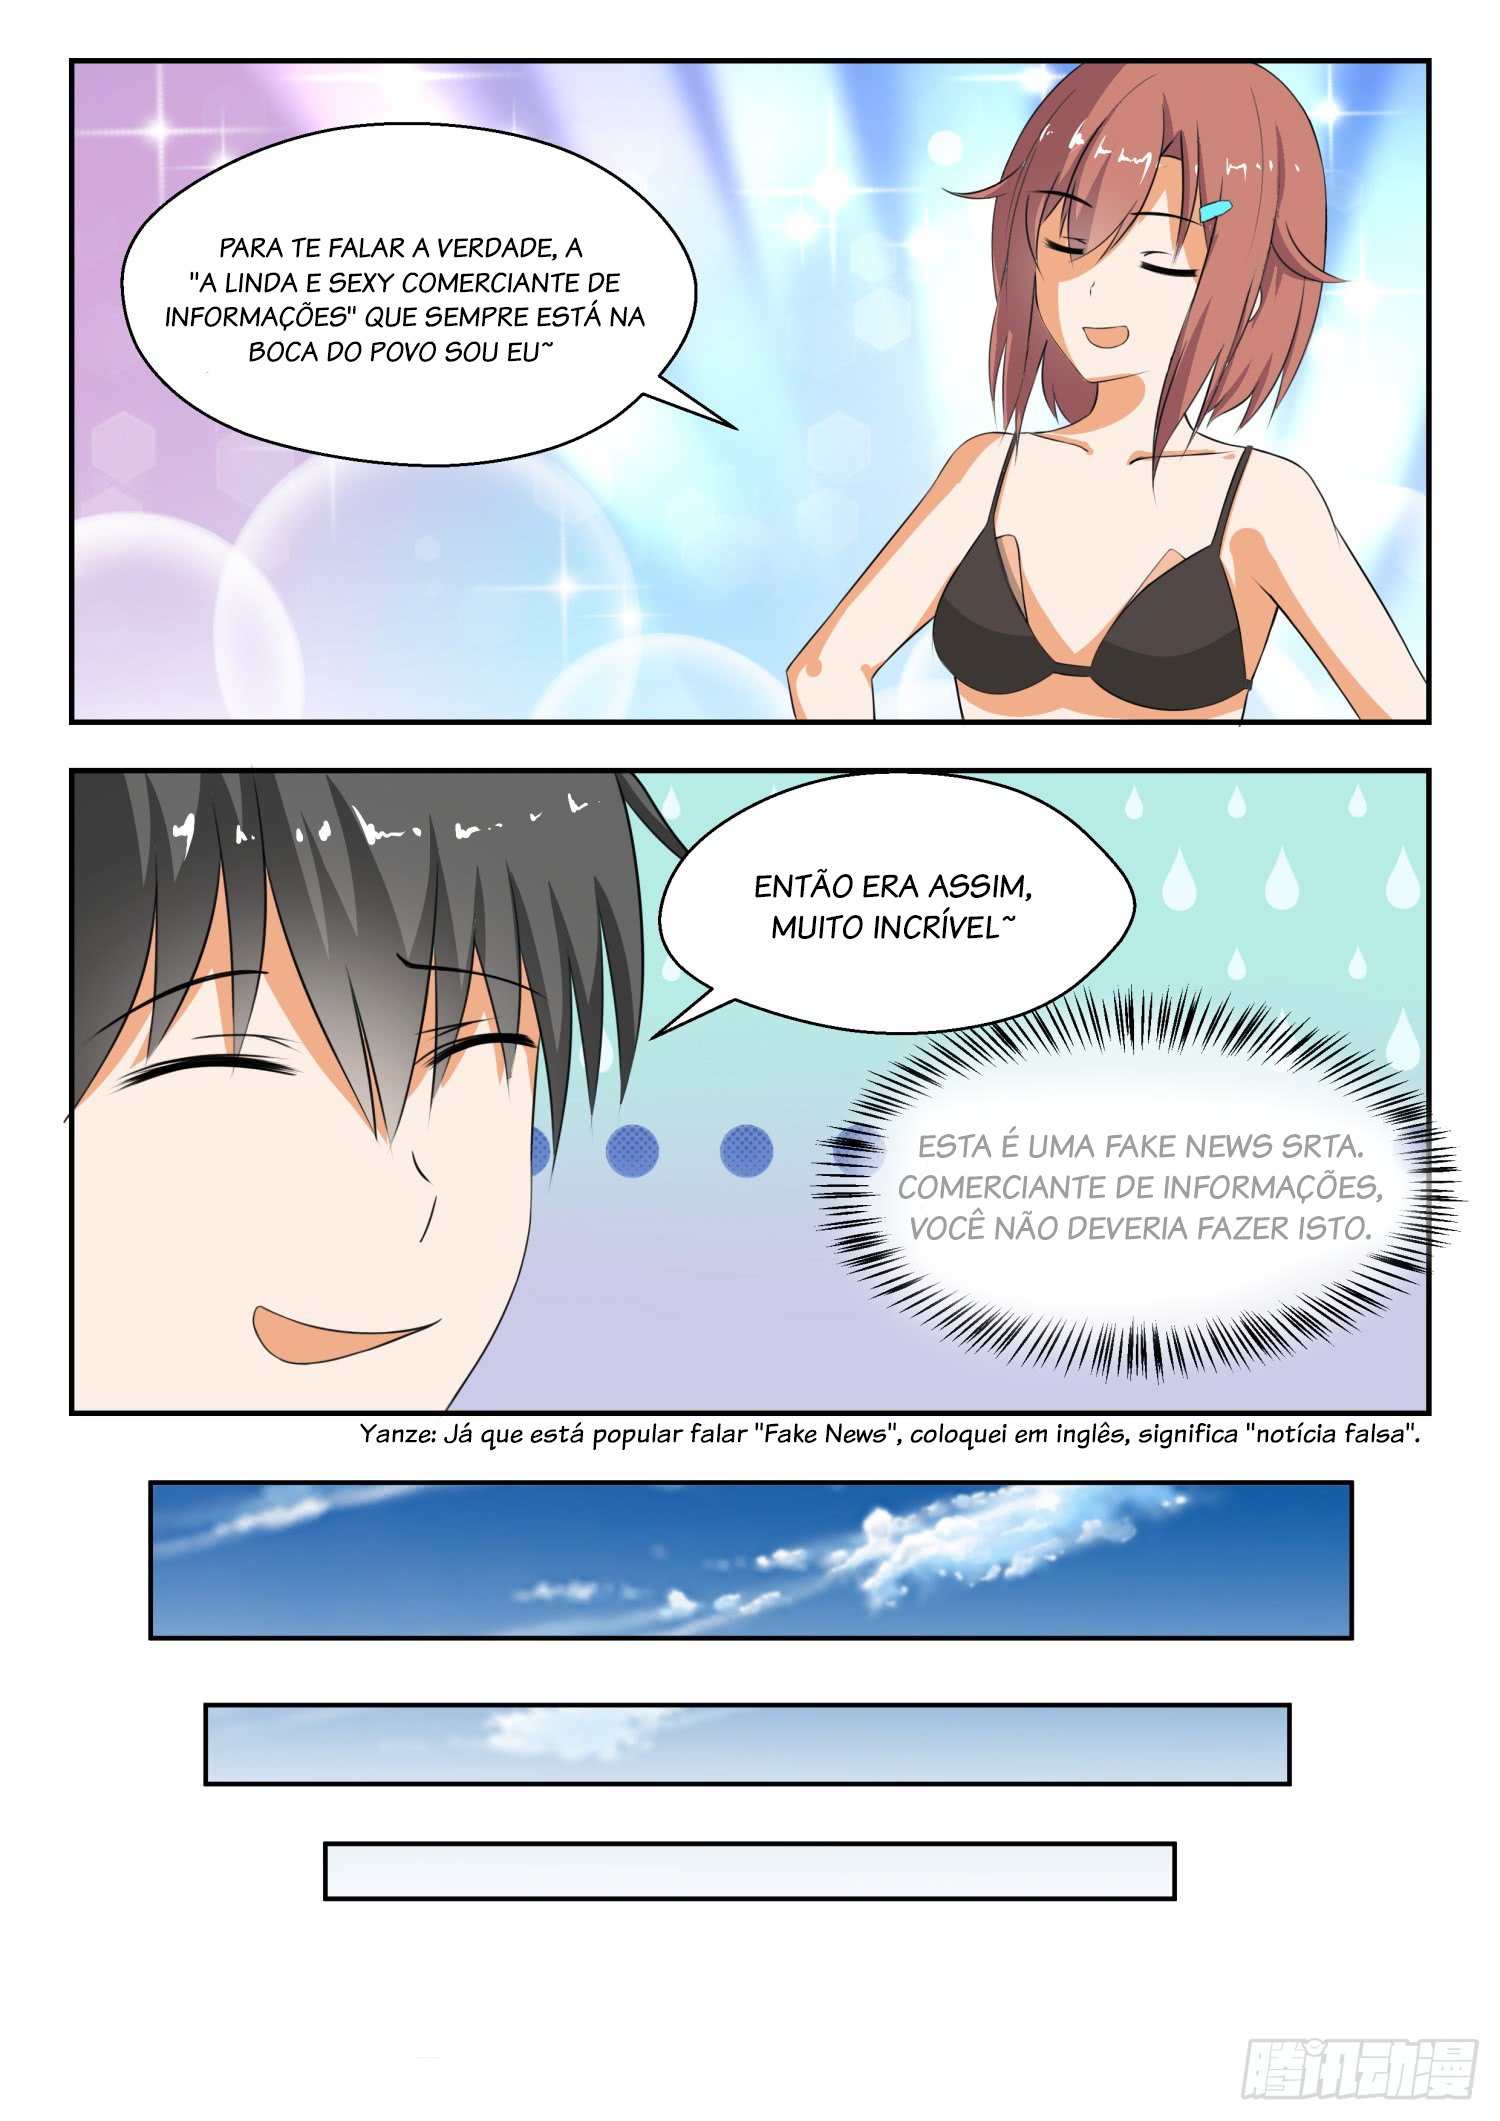 PARA TE FALAR A VERDADE, A
"A LINDA E SEXY COMERCIANTE DE
INFORMAÇÕES" QUE SEMPRE ESTÁ NA
BOCA DO POVO SOU EU~
ENTÃO ERA ASSIM,
MUITO INCRÍVEL~
ESTA É UMA FAKE NEWS SRTA.
COMERCIANTE DE INFORMAÇÕES,
VOCÊ NÃO DEVERIA FAZER ISTO.
Yanze: Já que está popular falar "Fake News", coloquei em inglês, significa "notícia falsa".
腾讯动漫